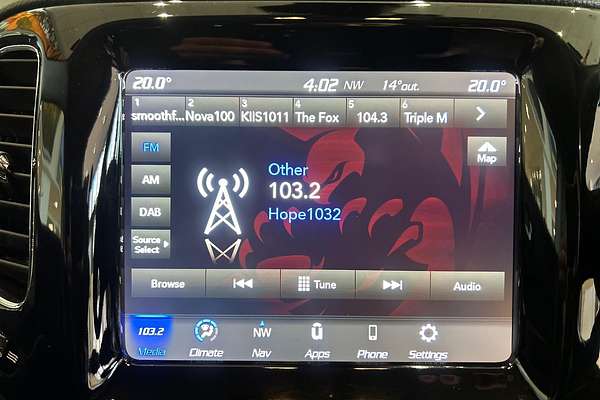 20.0° 4:02 NW 14°out. 20.0°
1 2 3 4 5 6
smoothf... Nova100 KIIS1011 The Fox 104.3 Triple M
FM
Map
AM
DAB
Source
Select
Other
103.2
Hope1032
Browse Tune Audio
103.2 NW
Media Climate Nav Apps Phone Settings